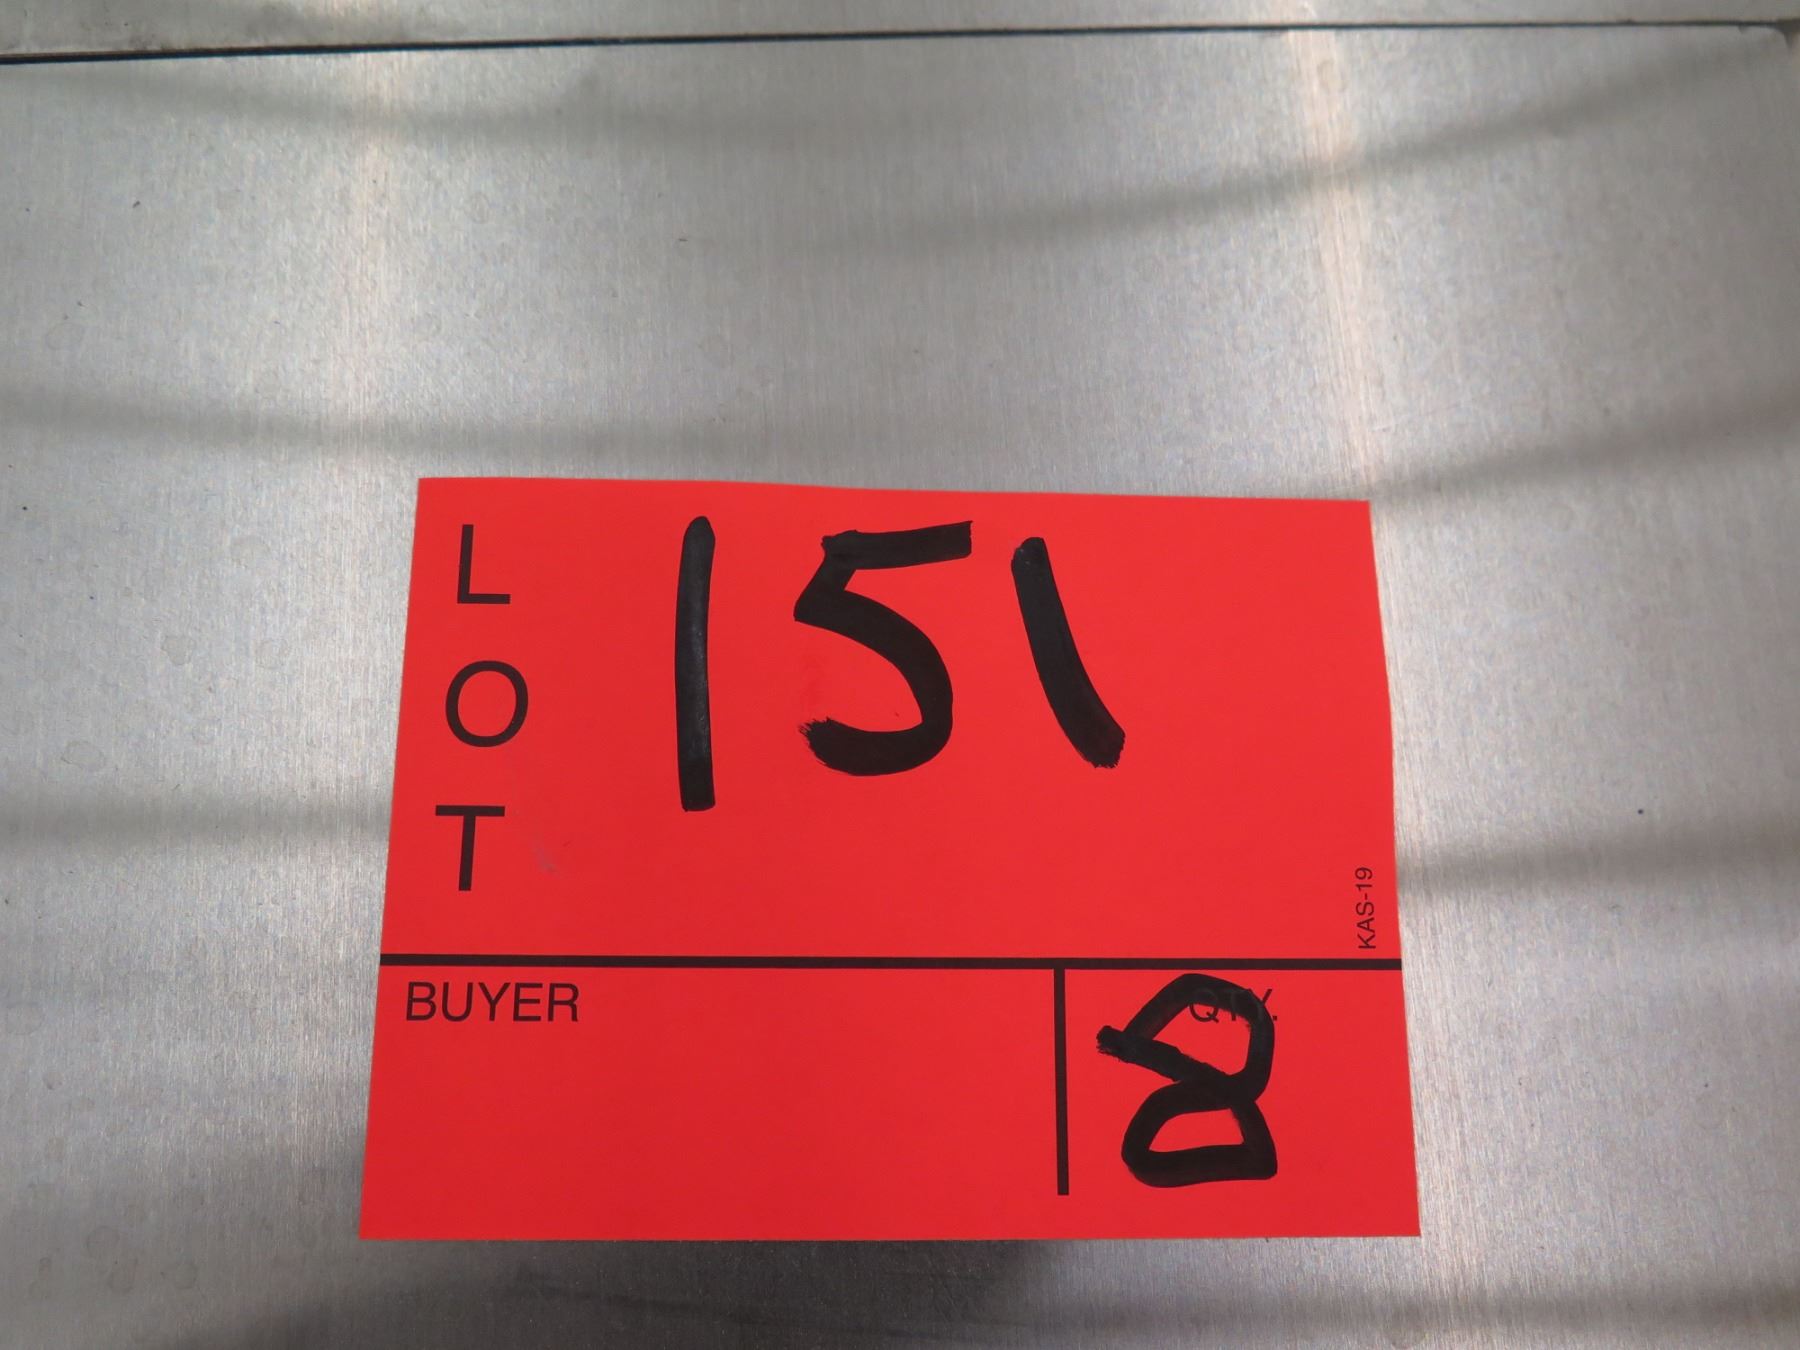 LOT 151
KAS-19
BUYER
QTY. 8